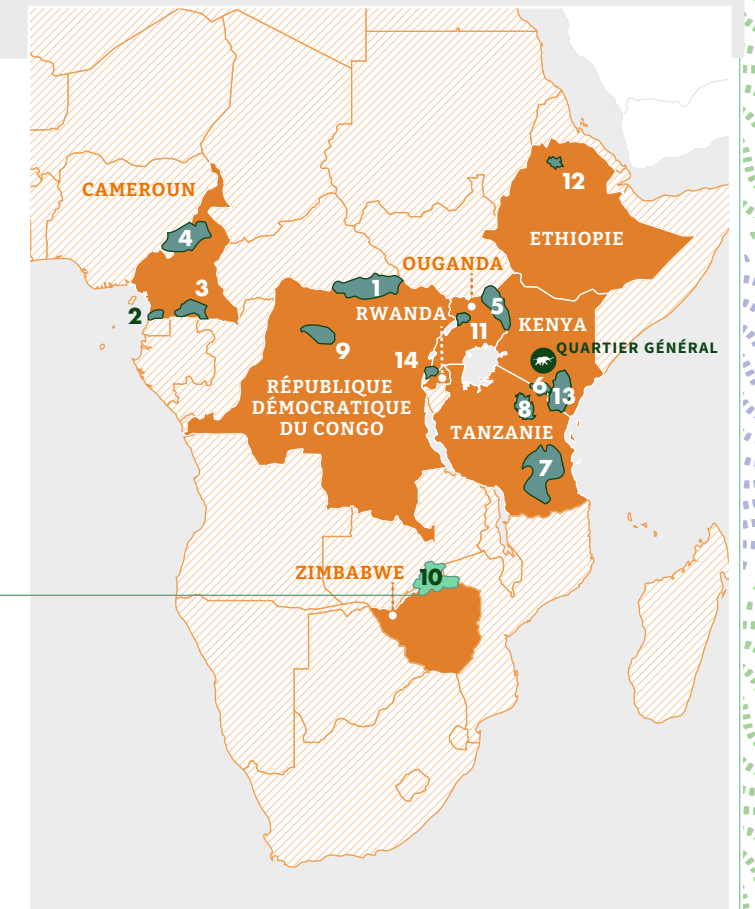 12
CAMEROUN
4
ETHIOPIE
OUGANDA
1
3
5
RWANDA
2
11
KENYA
9
QUARTIER GÉNÉRAL
14
6
13
RÉPUBLIQUE
DÉMOCRATIQUE
DU CONGO
8
TANZANIE
7
ZIMBABWE
10